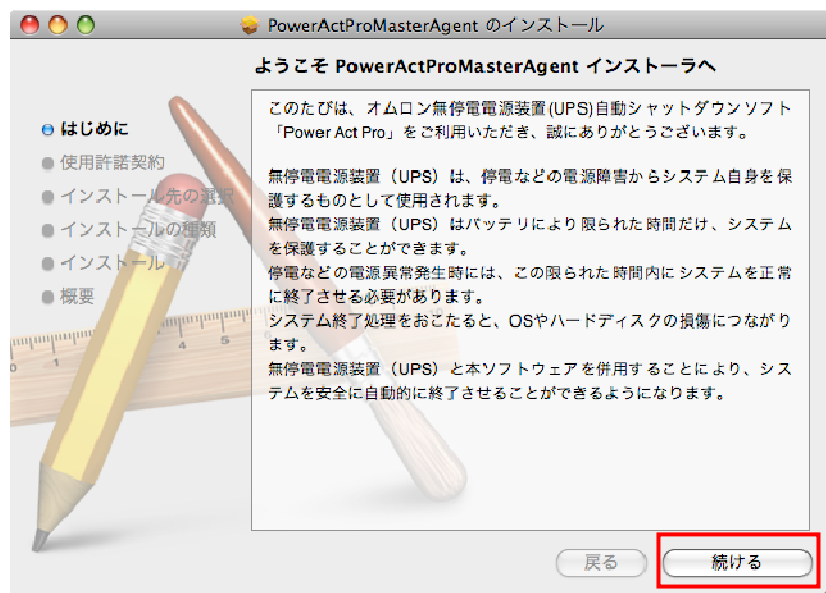 PowerActProMasterAgent のインストール
ようこそ PowerActProMasterAgent インストーラへ
はじめに
使用許諾契約
インストール先の選択
インストールの種類
インストール
概要
このたびは、オムロン無停電電源装置(UPS)自動シャットダウンソフト
「Power Act Pro」をご利用いただき、誠にありがとうございます。
無停電電源装置（UPS）は、停電などの電源障害からシステム自身を保
護するものとして使用されます。
無停電電源装置（UPS）はバッテリにより限られた時間だけ、システム
を保護することができます。
停電などの電源異常発生時には、この限られた時間内にシステムを正常
に終了させる必要があります。
システム終了処理をおこたると、OSやハードディスクの損傷につながり
ます。
無停電電源装置（UPS）と本ソフトウェアを併用することにより、シス
テムを安全に自動的に終了させることができるようになります。
0 1 4 5 10
戻る
続ける